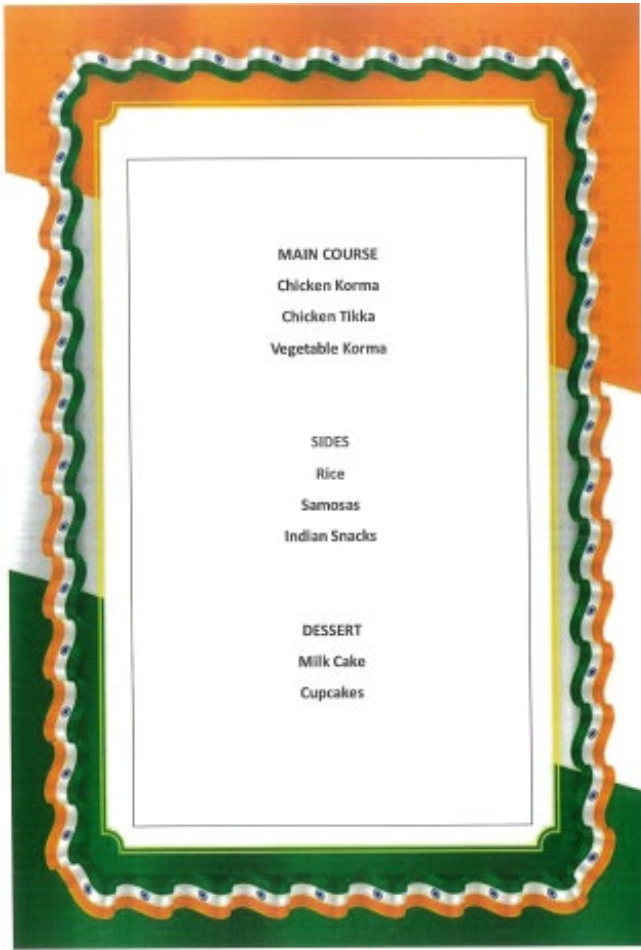 MAIN COURSE
Chicken Korma
Chicken Tikka
Vegetable Korma
SIDES
Rice
Samosas
Indian Snacks
DESSERT
Milk Cake
Cupcakes